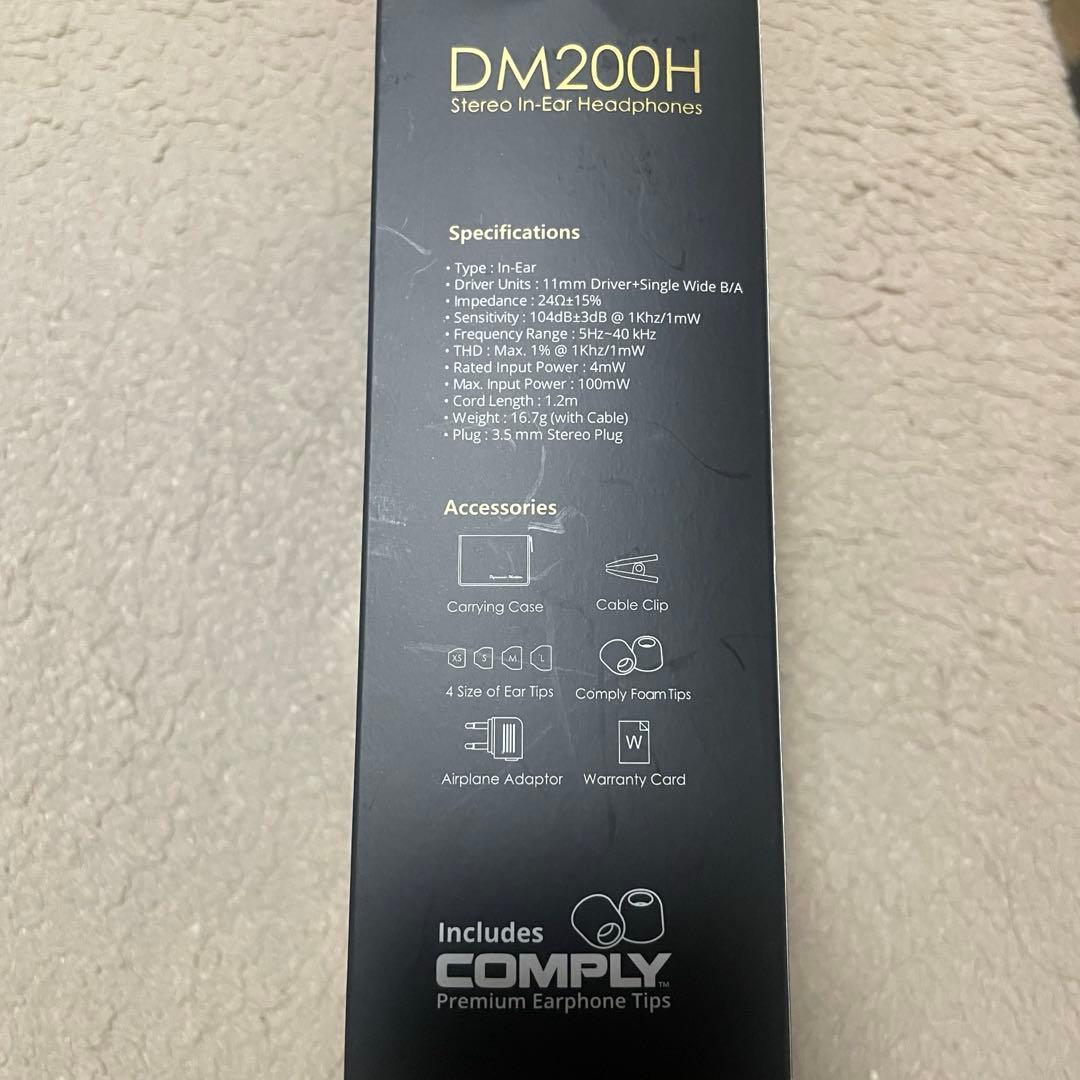 DM200H
Stereo In-Ear Headphones
Specifications
• Type : In-Ear
• Driver Units : 11mm Driver+Single Wide B/A
• Impedance : 24Ω±15%
• Sensitivity : 104dB±3dB @ 1Khz/1mW
• Frequency Range : 5Hz~40 kHz
• THD : Max. 1% @ 1Khz/1mW
• Rated Input Power : 4mW
• Max. Input Power : 100mW
• Cord Length : 1.2m
• Weight : 16.7g (with Cable)
• Plug : 3.5 mm Stereo Plug
Accessories
Dynamic Motion
Carrying Case
Cable Clip
XS S M L
4 Size of Ear Tips
Comply Foam Tips
W
Airplane Adaptor
Warranty Card
Includes
COMPLY™
Premium Earphone Tips